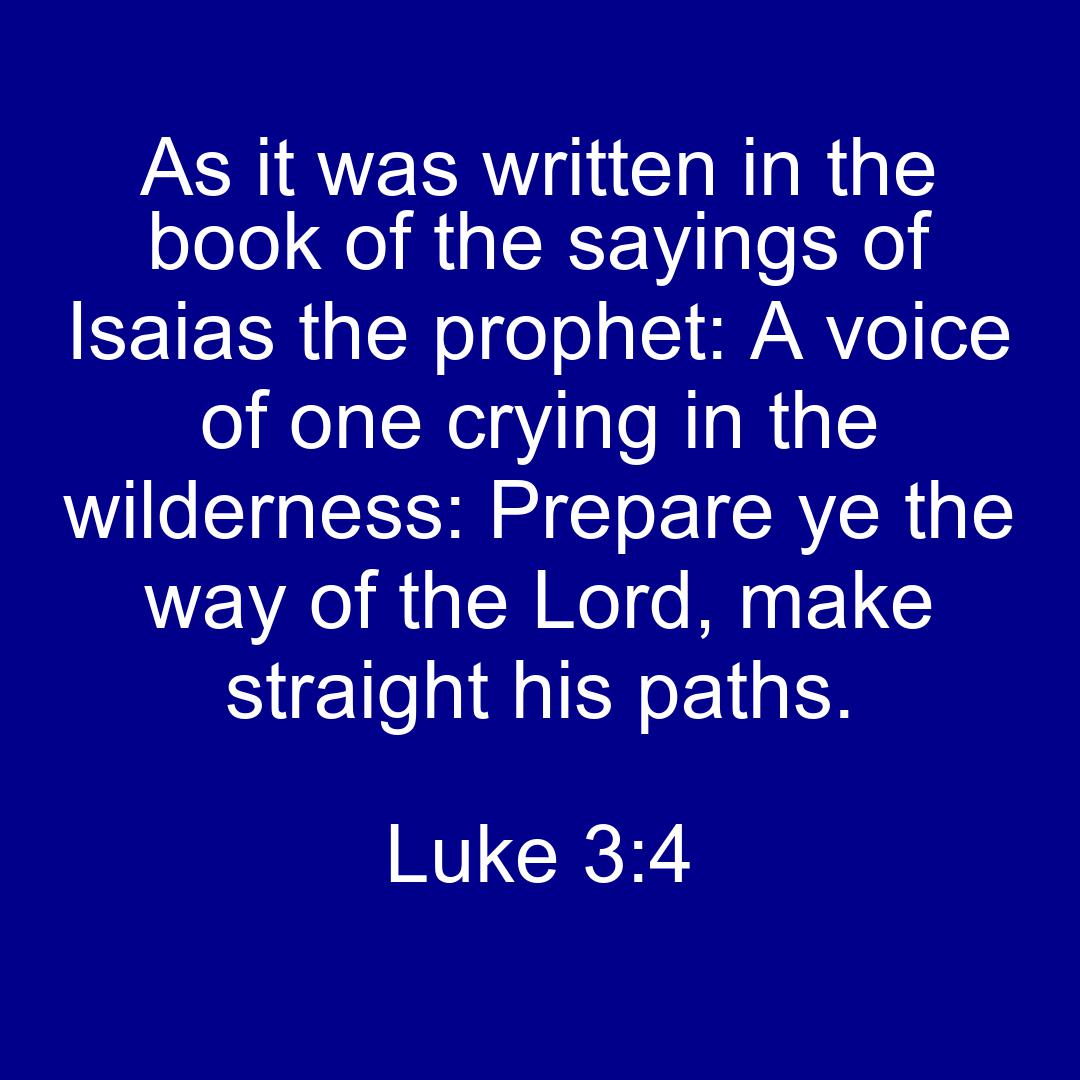 As it was written in the
book of the sayings of
Isaias the prophet: A voice
of one crying in the
wilderness: Prepare ye the
way of the Lord, make
straight his paths.
Luke 3:4